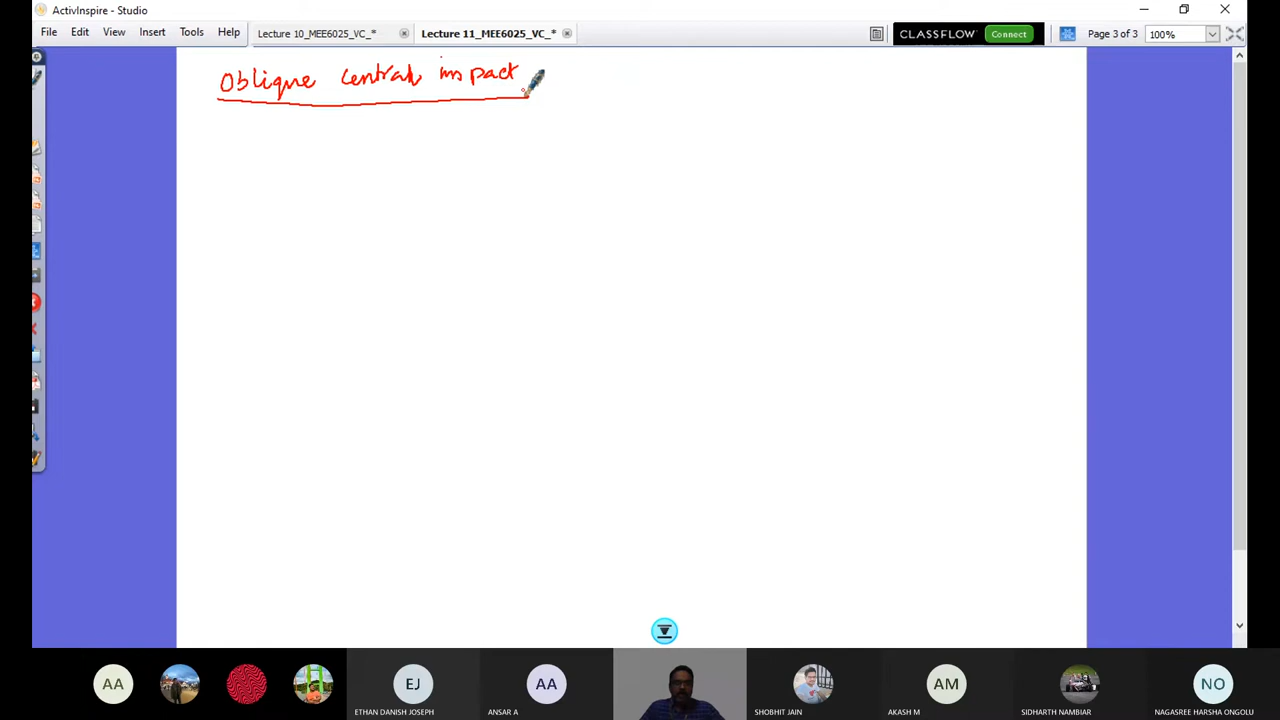 ActivInspire - Studio
File Edit View Insert Tools Help
Lecture 10_MEE6025_VC_*
Lecture 11_MEE6025_VC_*
CLASSFLOW Connect
Page 3 of 3
100%
Oblique central impact
AA
EJ
ETHAN DANISH JOSEPH
AA
ANSAR A
SHOBHIT JAIN
AM
AKASH M
SIDHARTH NAMBIAR
NO
NAGASREE HARSHA ONGOLU